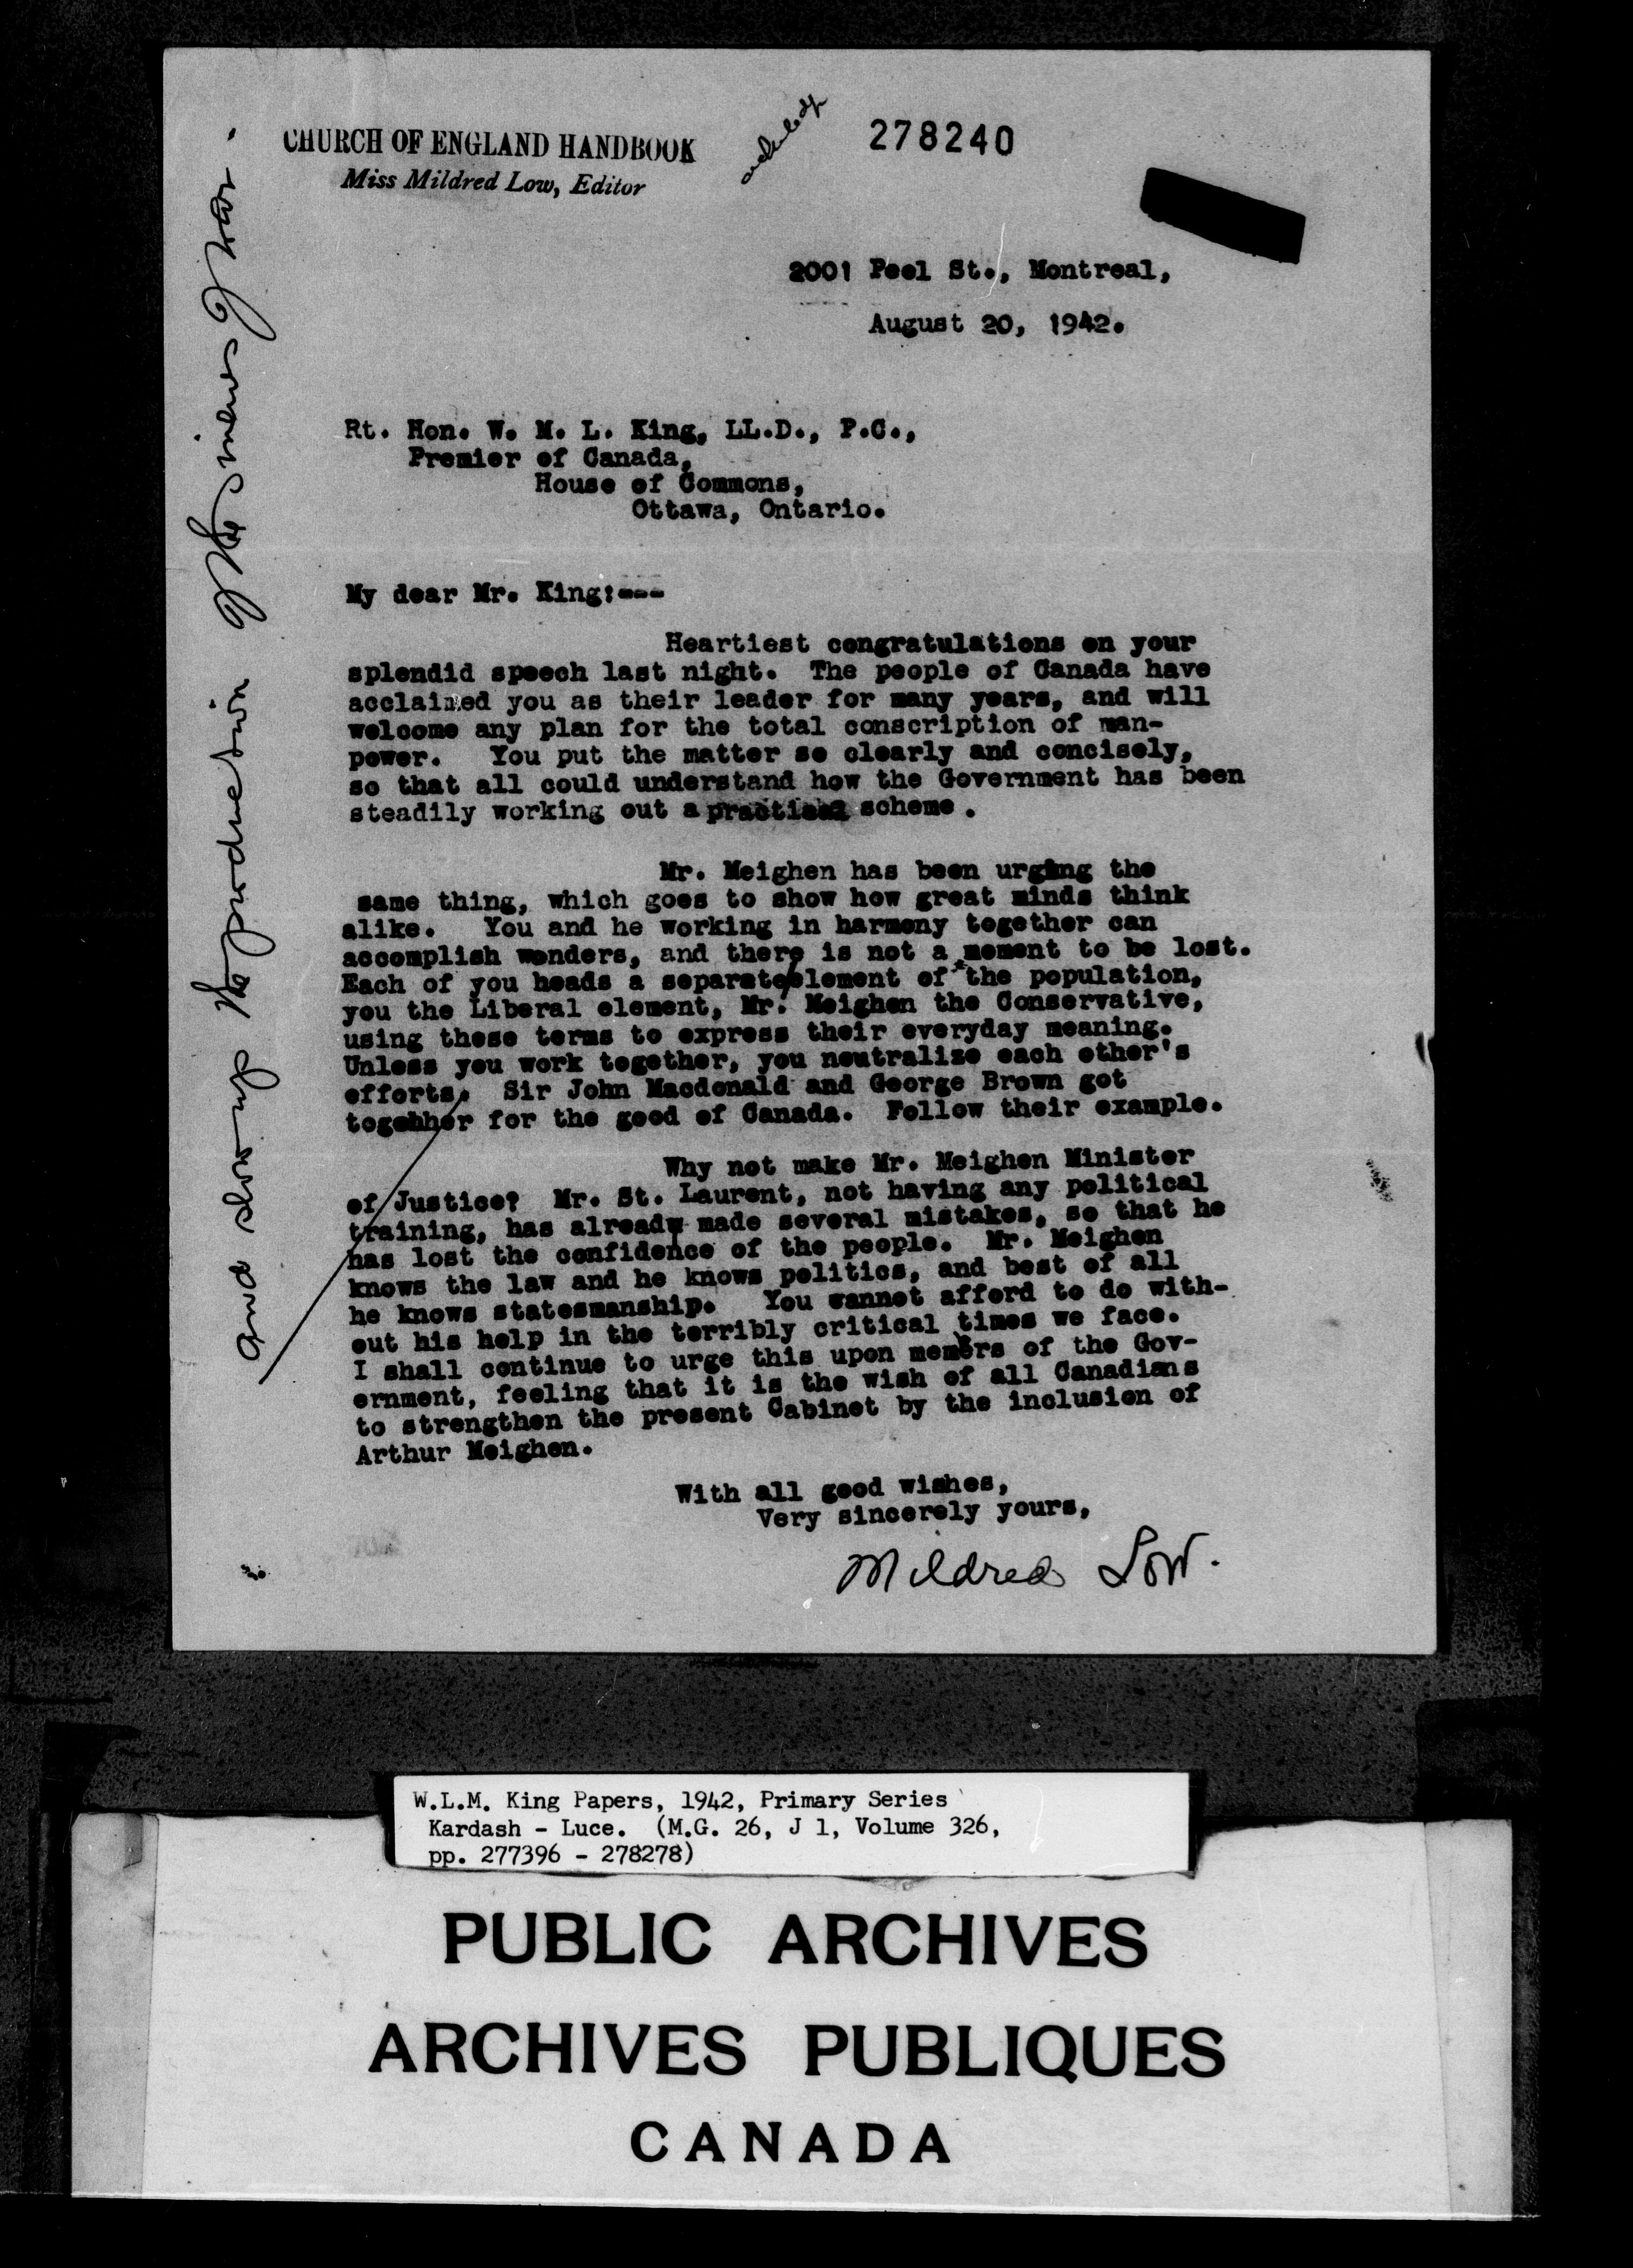 CHURCH OF ENGLAND HANDBOOK
Miss Mildred Low, Editor
278240
2001 Peel St., Montreal,
August 20, 1942.
Rt. Hon. W. M. L. King, LL.D., P.C.,
Premier of Canada,
House of Commons,
Ottawa, Ontario.
My dear Mr. King:---
Heartiest congratulations on your
splendid speech last night. The people of Canada have
acclaimed you as their leader for many years, and will
welcome any plan for the total conscription of man-
power. You put the matter so clearly and concisely,
so that all could understand how the Government has been
steadily working out a practical scheme.
Mr. Meighen has been urging the
same thing, which goes to show how great minds think
alike. You and he working in harmony together can
accomplish wonders, and there is not a moment to be lost.
Each of you heads a separate element of the population,
you the Liberal element, Mr. Meighen the Conservative,
using these terms to express their everyday meaning.
Unless you work together, you neutralize each other's
efforts, and slow up the production of the sinews of war.
Sir John Macdonald and George Brown got
togehher for the good of Canada. Follow their example.
Why not make Mr. Meighen Minister
of Justice? Mr. St. Laurent, not having any political
training, has already made several mistakes, so that he
has lost the confidence of the people. Mr. Meighen
knows the law and he knows politics, and best of all
he knows statesmanship. You cannot afford to do with-
out his help in the terribly critical times we face.
I shall continue to urge this upon members of the Gov-
ernment, feeling that it is the wish of all Canadians
to strengthen the present Cabinet by the inclusion of
Arthur Meighen.
With all good wishes,
Very sincerely yours,
Mildred Low.
W.L.M. King Papers, 1942, Primary Series
Kardash - Luce. (M.G. 26, J 1, Volume 326,
pp. 277396 - 278278)
PUBLIC ARCHIVES
ARCHIVES PUBLIQUES
CANADA